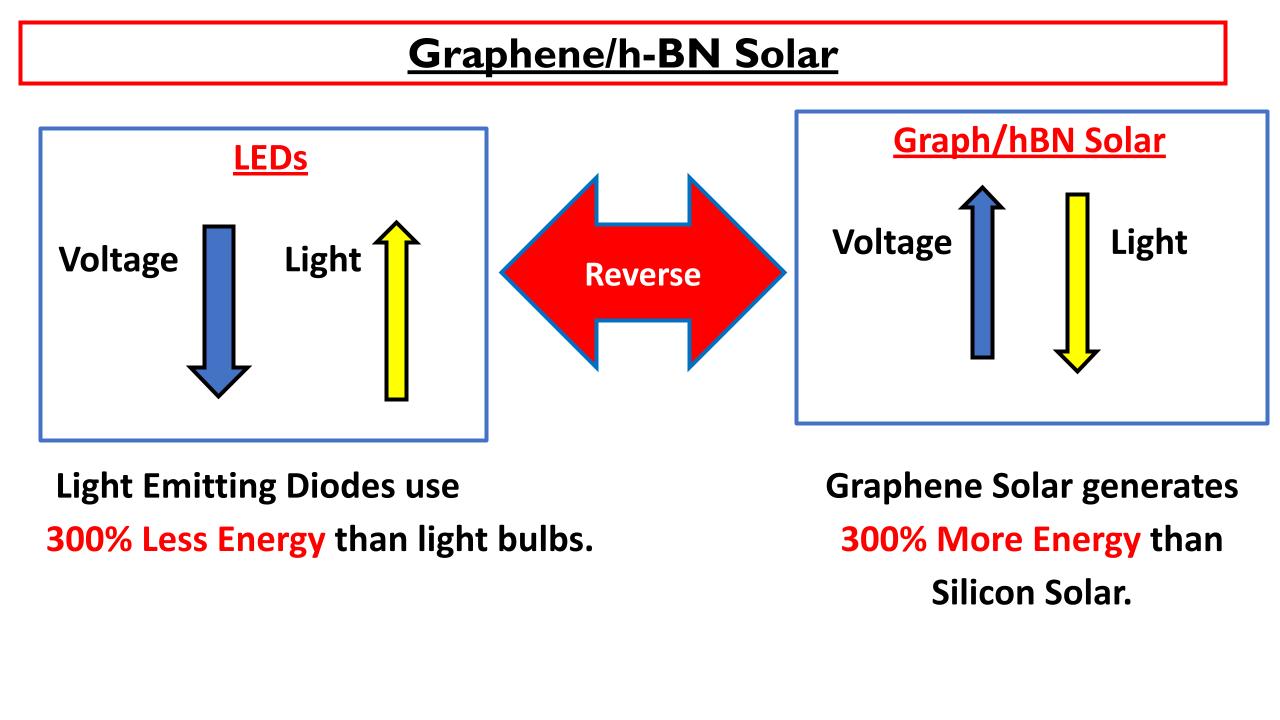 Graphene/h-BN Solar
LEDs
Voltage
Light
Reverse
Graph/hBN Solar
Voltage
Light
Light Emitting Diodes use
300% Less Energy than light bulbs.
Graphene Solar generates
300% More Energy than
Silicon Solar.